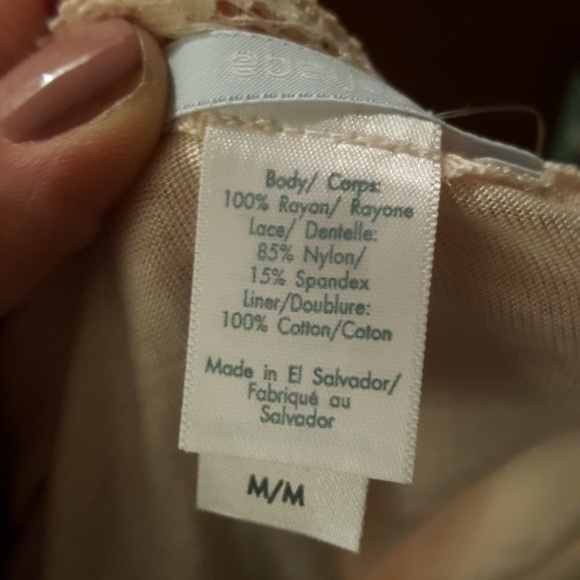 Body/ Corps:
100% Rayon/ Rayone
Lace/ Dentelle:
85% Nylon/
15% Spandex
Liner/Doublure:
100% Cotton/Coton
Made in El Salvador/
Fabriqué au
Salvador
M/M